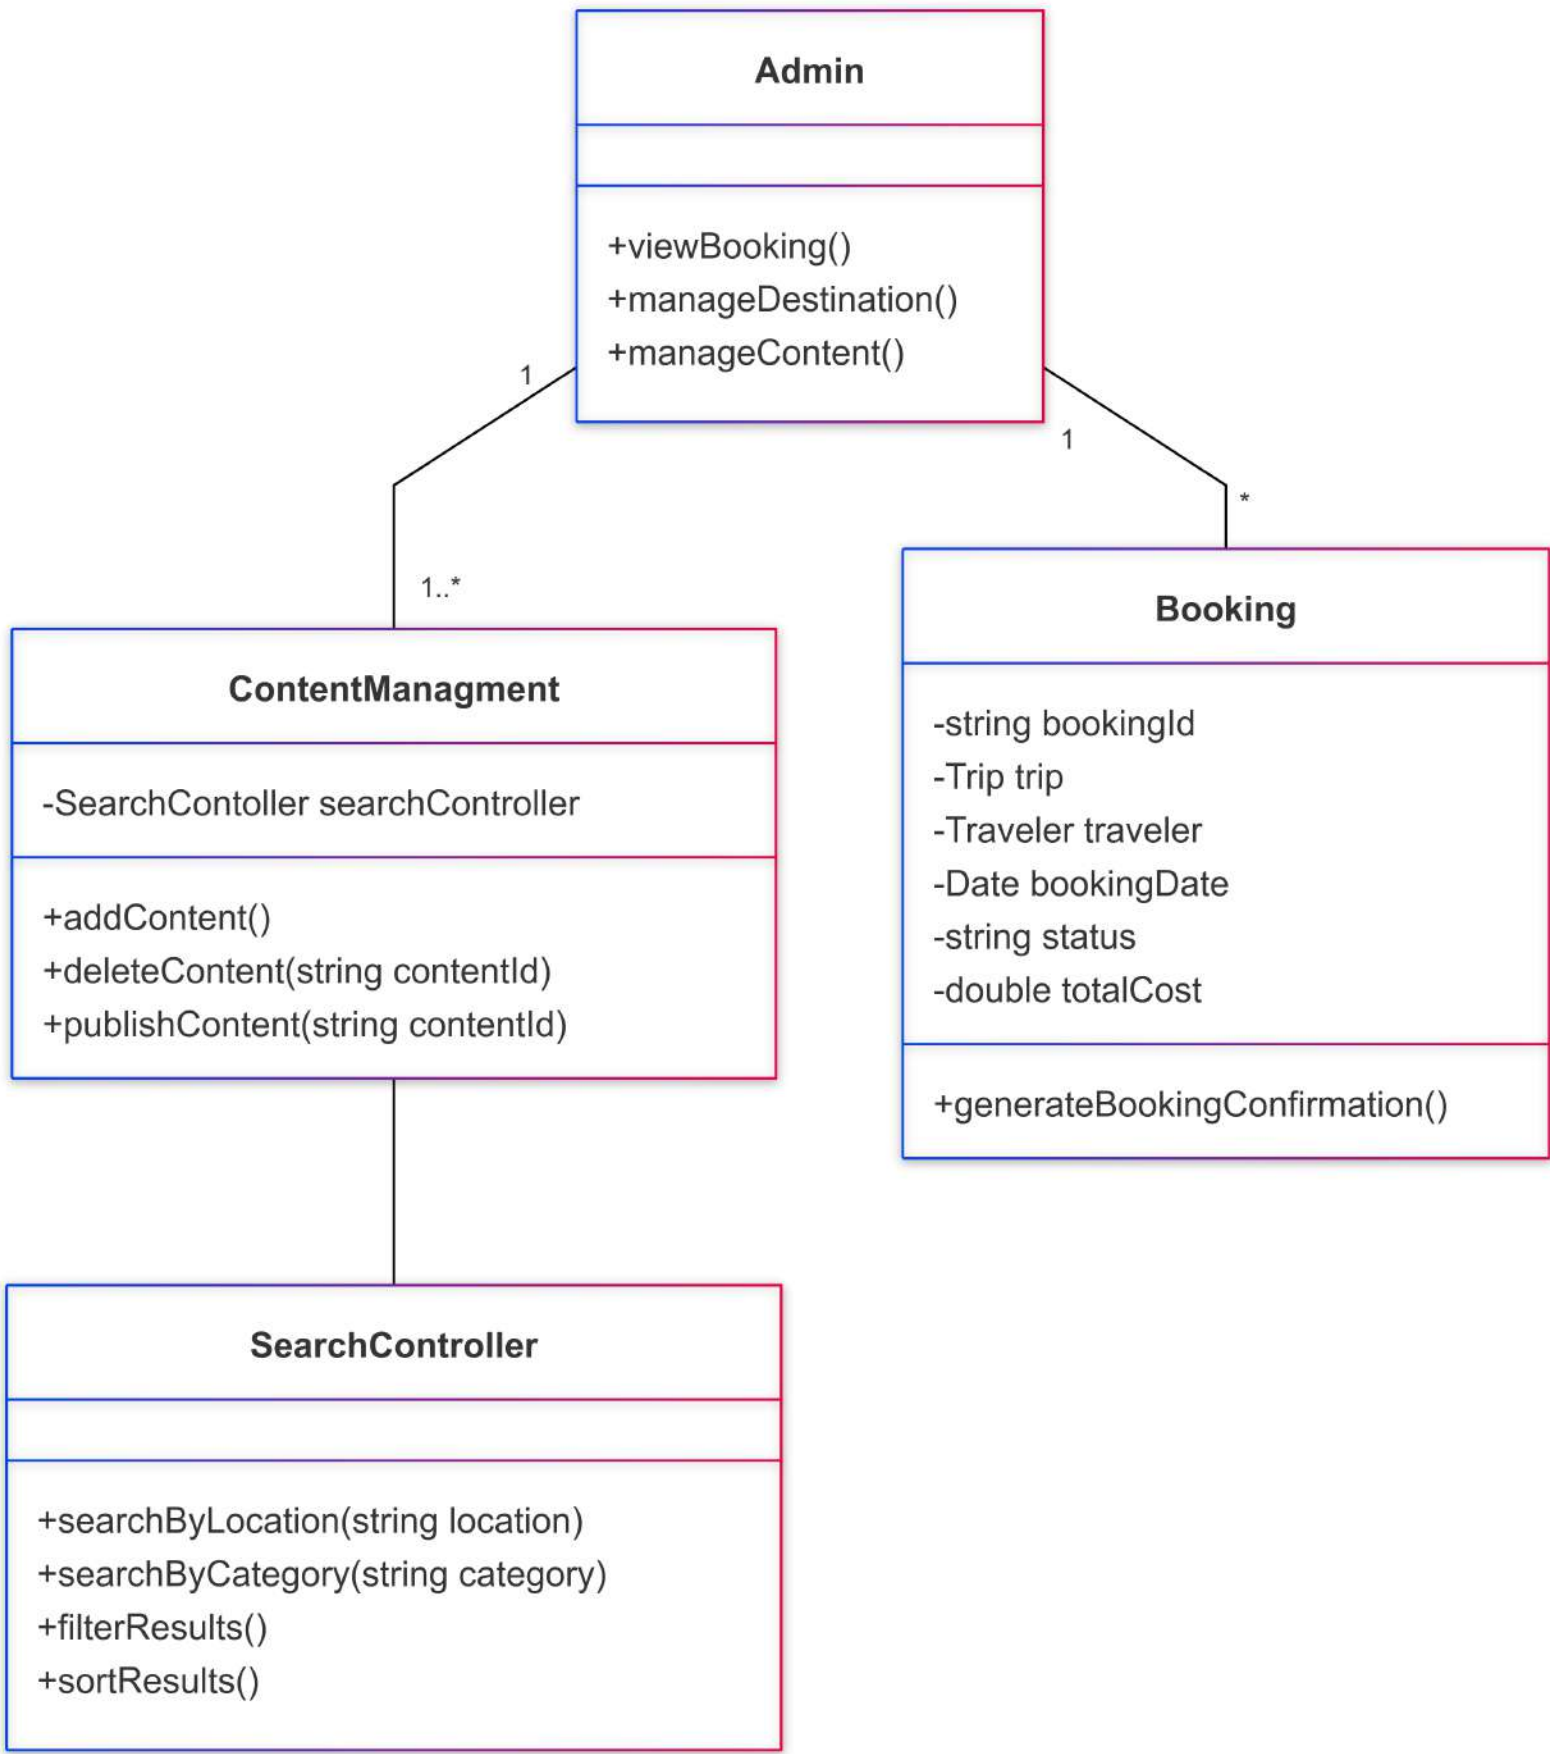 Admin
+viewBooking()
+manageDestination()
+manageContent()
1
1
*
1..*
ContentManagment
-SearchContoller searchController
+addContent()
+deleteContent(string contentId)
+publishContent(string contentId)
Booking
-string bookingId
-Trip trip
-Traveler traveler
-Date bookingDate
-string status
-double totalCost
+generateBookingConfirmation()
SearchController
+searchByLocation(string location)
+searchByCategory(string category)
+filterResults()
+sortResults()